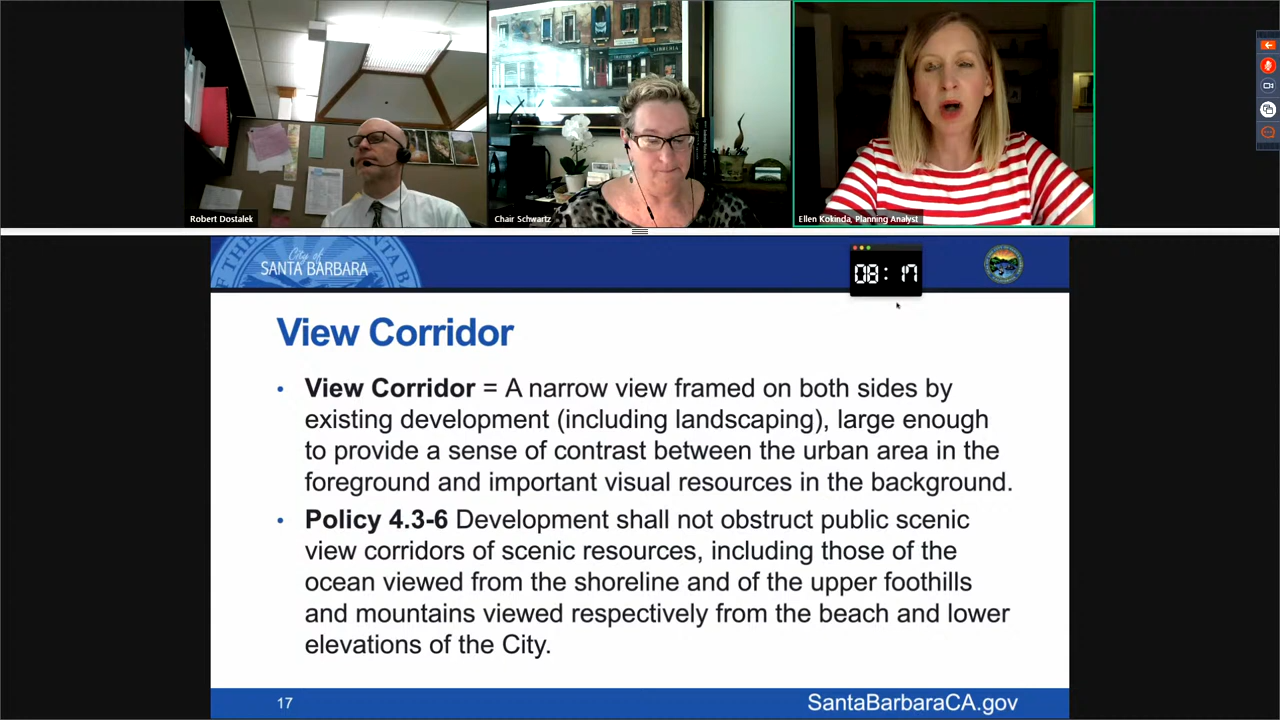 LIBRERIA
Robert Dostalek
Chair Schwartz
Ellen Kokinda, Planning Analyst
City of
SANTA BARBARA
08:17
View Corridor
• View Corridor = A narrow view framed on both sides by
existing development (including landscaping), large enough
to provide a sense of contrast between the urban area in the
foreground and important visual resources in the background.
• Policy 4.3-6 Development shall not obstruct public scenic
view corridors of scenic resources, including those of the
ocean viewed from the shoreline and of the upper foothills
and mountains viewed respectively from the beach and lower
elevations of the City.
17
SantaBarbaraCA.gov